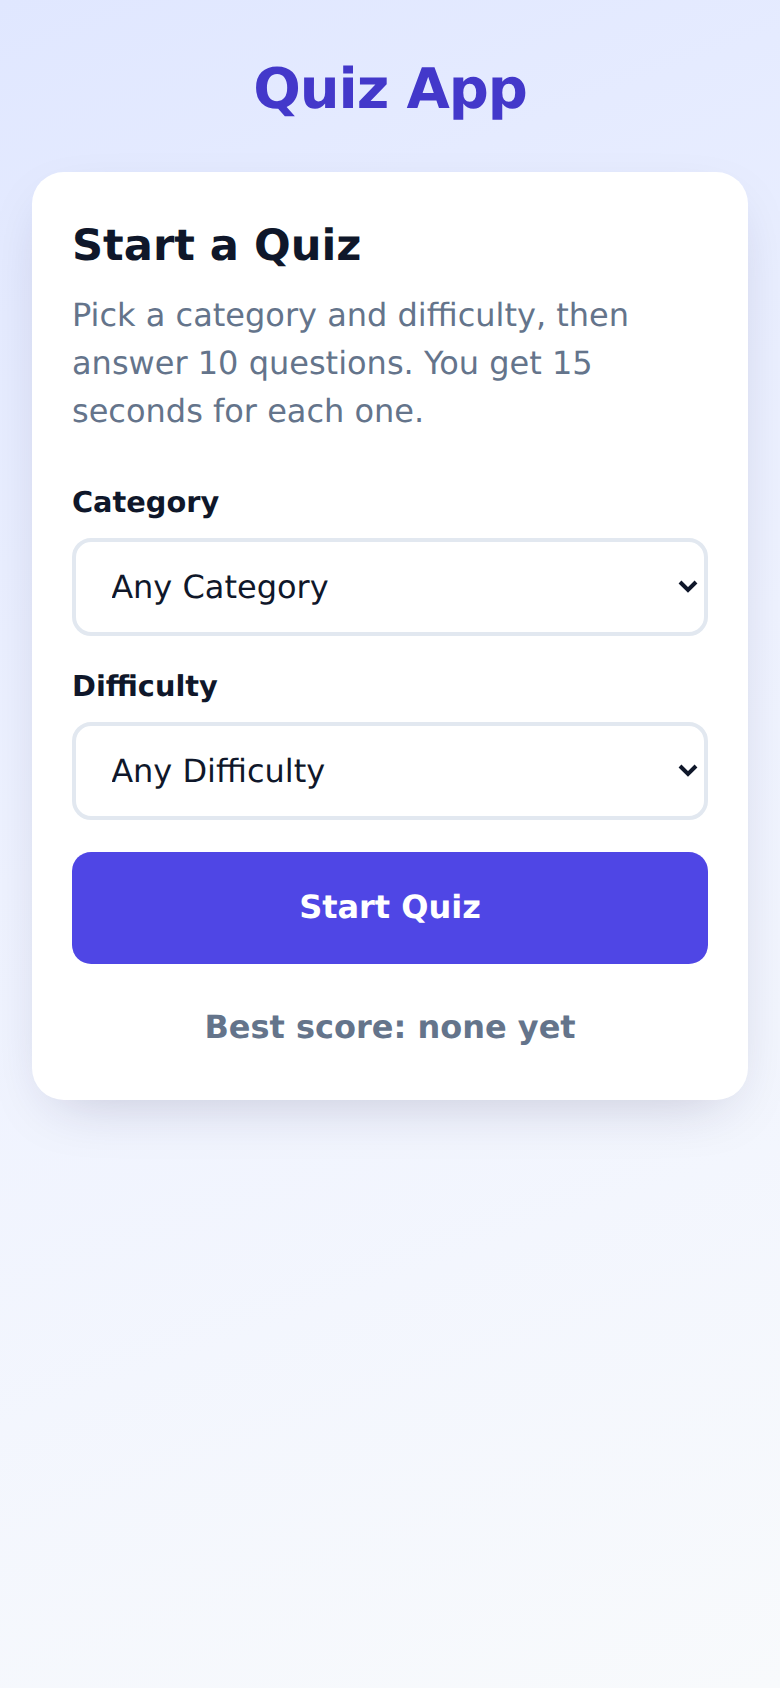 Quiz App
Start a Quiz
Pick a category and difficulty, then
answer 10 questions. You get 15
seconds for each one.
Category
Any Category
Difficulty
Any Difficulty
Start Quiz
Best score: none yet